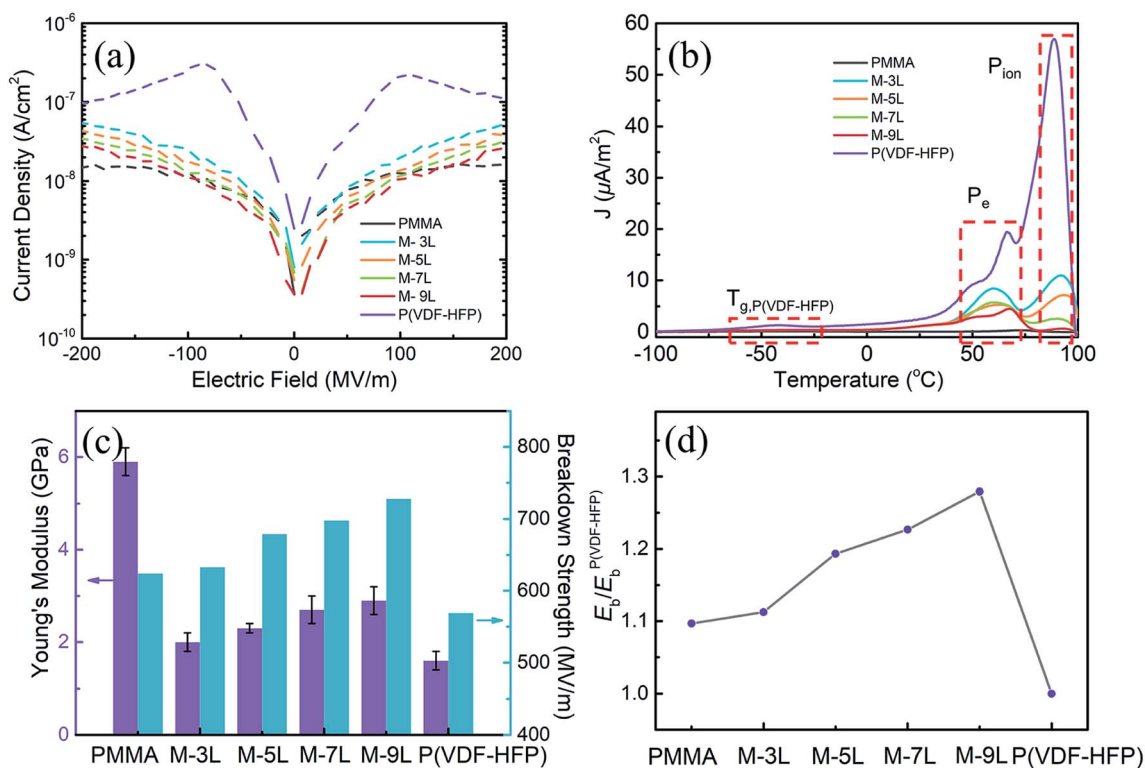 (a)
Current Density (A/cm²)
10⁻⁶
10⁻⁷
10⁻⁸
10⁻⁹
10⁻¹⁰
PMMA
M- 3L
M-5L
M-7L
M- 9L
P(VDF-HFP)
-200 -100 0 100 200
Electric Field (MV/m)
(b)
J (μA/m²)
60
50
40
30
20
10
0
PMMA
M-3L
M-5L
M-7L
M-9L
P(VDF-HFP)
P_ion
P_e
T_g,P(VDF-HFP)
-100 -50 0 50 100
Temperature (°C)
(c)
Young's Modulus (GPa)
6
4
2
0
Breakdown Strength (MV/m)
800
700
600
500
400
PMMA M-3L M-5L M-7L M-9L P(VDF-HFP)
(d)
E_b/E_b^P(VDF-HFP)
1.3
1.2
1.1
1.0
PMMA M-3L M-5L M-7L M-9L P(VDF-HFP)